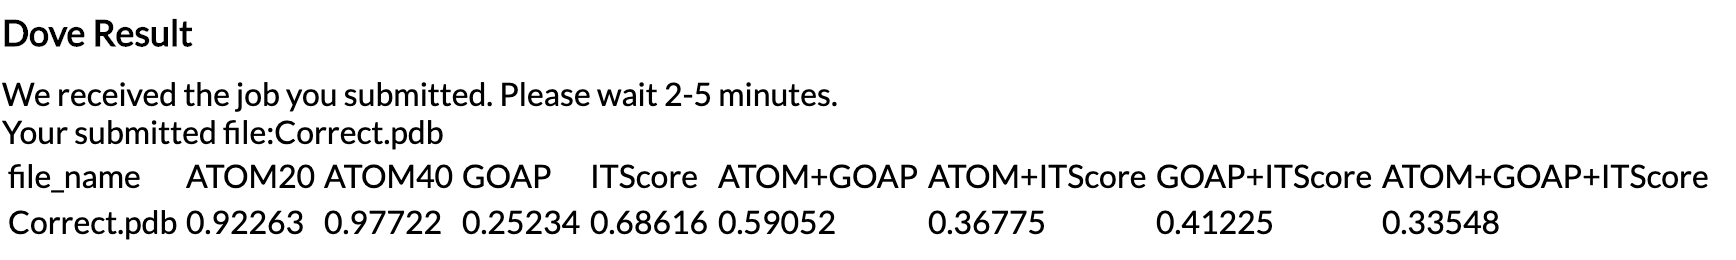 Dove Result
We received the job you submitted. Please wait 2-5 minutes.
Your submitted file:Correct.pdb
file_name ATOM20 ATOM40 GOAP ITScore ATOM+GOAP ATOM+ITScore GOAP+ITScore ATOM+GOAP+ITScore
Correct.pdb 0.92263 0.97722 0.25234 0.68616 0.59052 0.36775 0.41225 0.33548